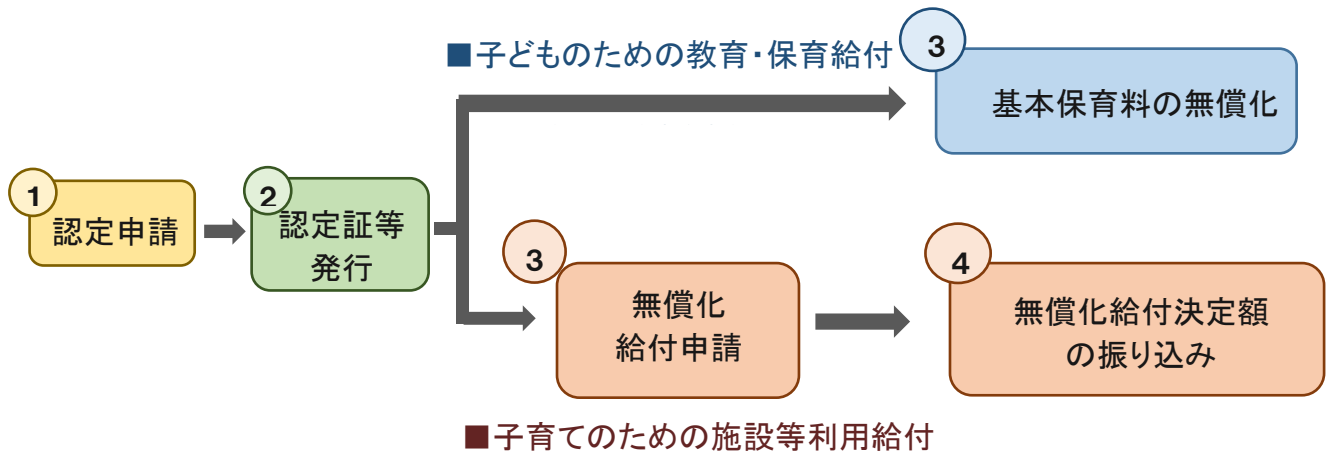 ■子どものための教育・保育給付
3
基本保育料の無償化
1
認定申請
2
認定証等
発行
3
無償化
給付申請
4
無償化給付決定額
の振り込み
■子育てのための施設等利用給付